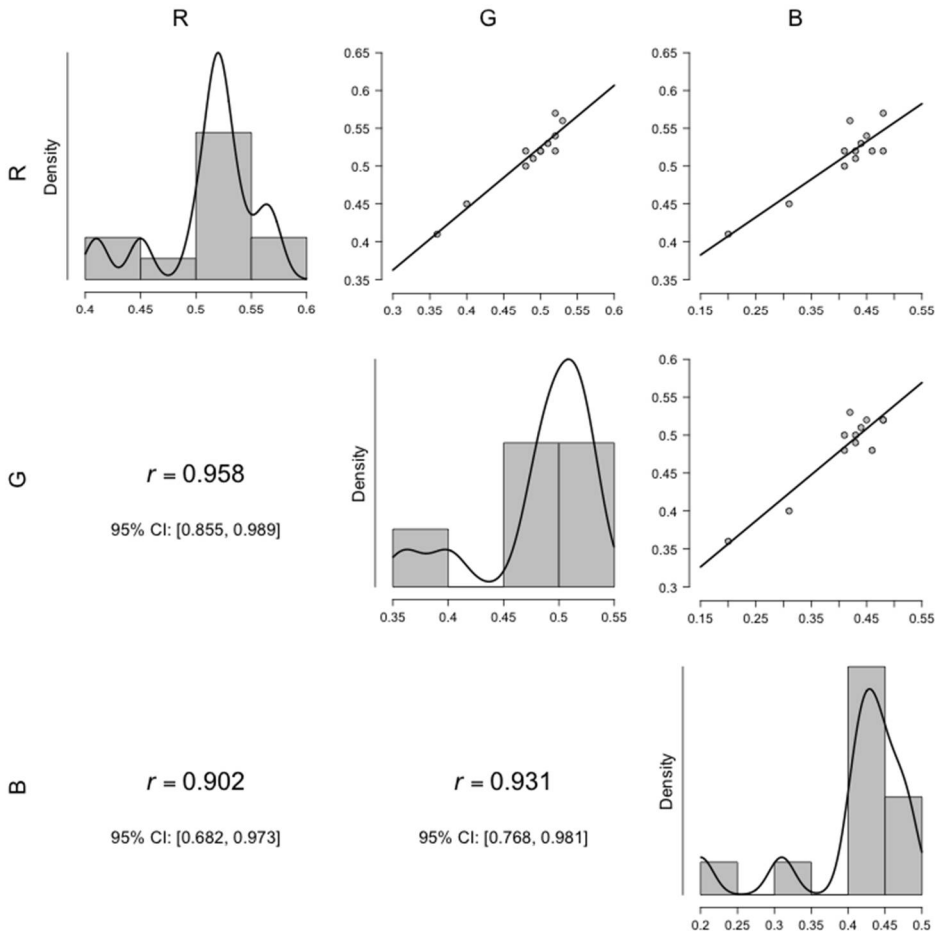 R G B
R
Density
0.4 0.45 0.5 0.55 0.6
0.65
0.6
0.55
0.5
0.45
0.4
0.35
0.3 0.35 0.4 0.45 0.5 0.55 0.6
0.65
0.6
0.55
0.5
0.45
0.4
0.35
0.15 0.25 0.35 0.45 0.55
G
r = 0.958
95% CI: [0.855, 0.989]
Density
0.35 0.4 0.45 0.5 0.55
0.6
0.55
0.5
0.45
0.4
0.35
0.3
0.15 0.25 0.35 0.45 0.55
B
r = 0.902
95% CI: [0.682, 0.973]
r = 0.931
95% CI: [0.768, 0.981]
Density
0.2 0.25 0.3 0.35 0.4 0.45 0.5